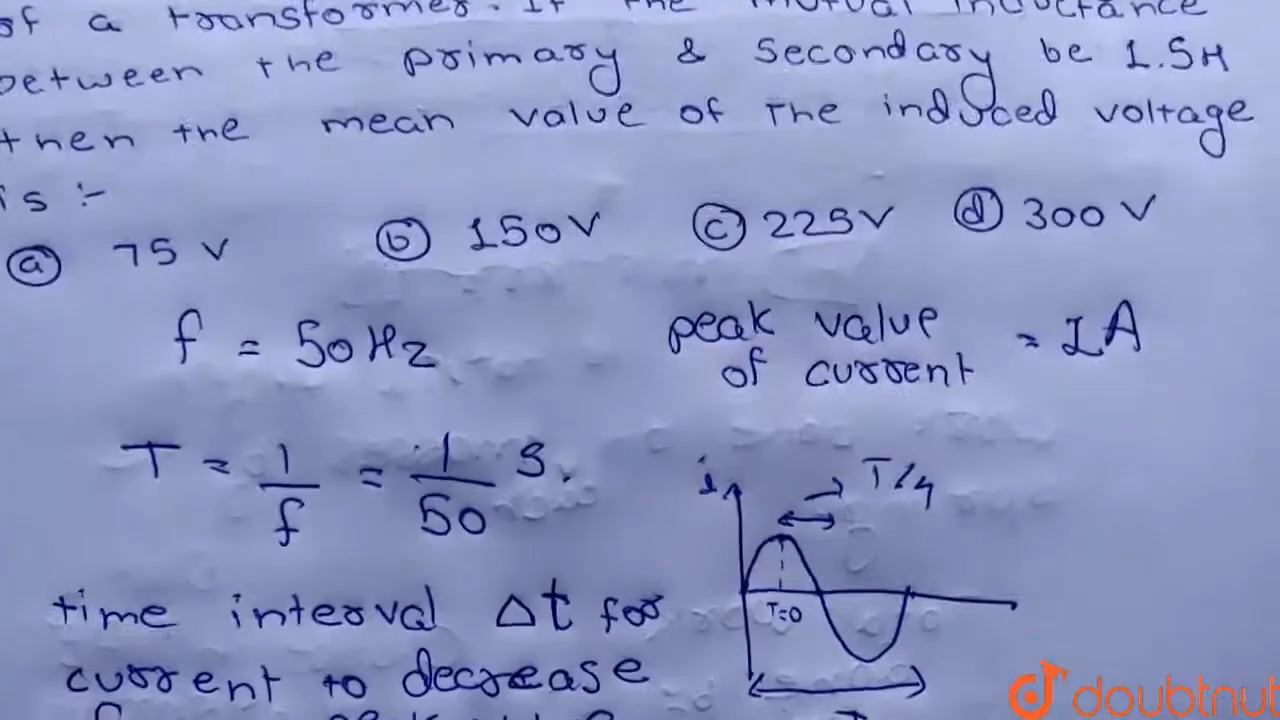 of a transformer. If the mutual inductance
between the primary & secondary be 1.5H
then the mean value of The induced voltage
is :-
(a) 75 V (b) 150V (c) 225V (d) 300 V
f = 50Hz
peak value
of current = 1A
T = 1/f = 1/50 s.
i
T/4
T=0
time interval Δt for
current to decrease
doubtnut